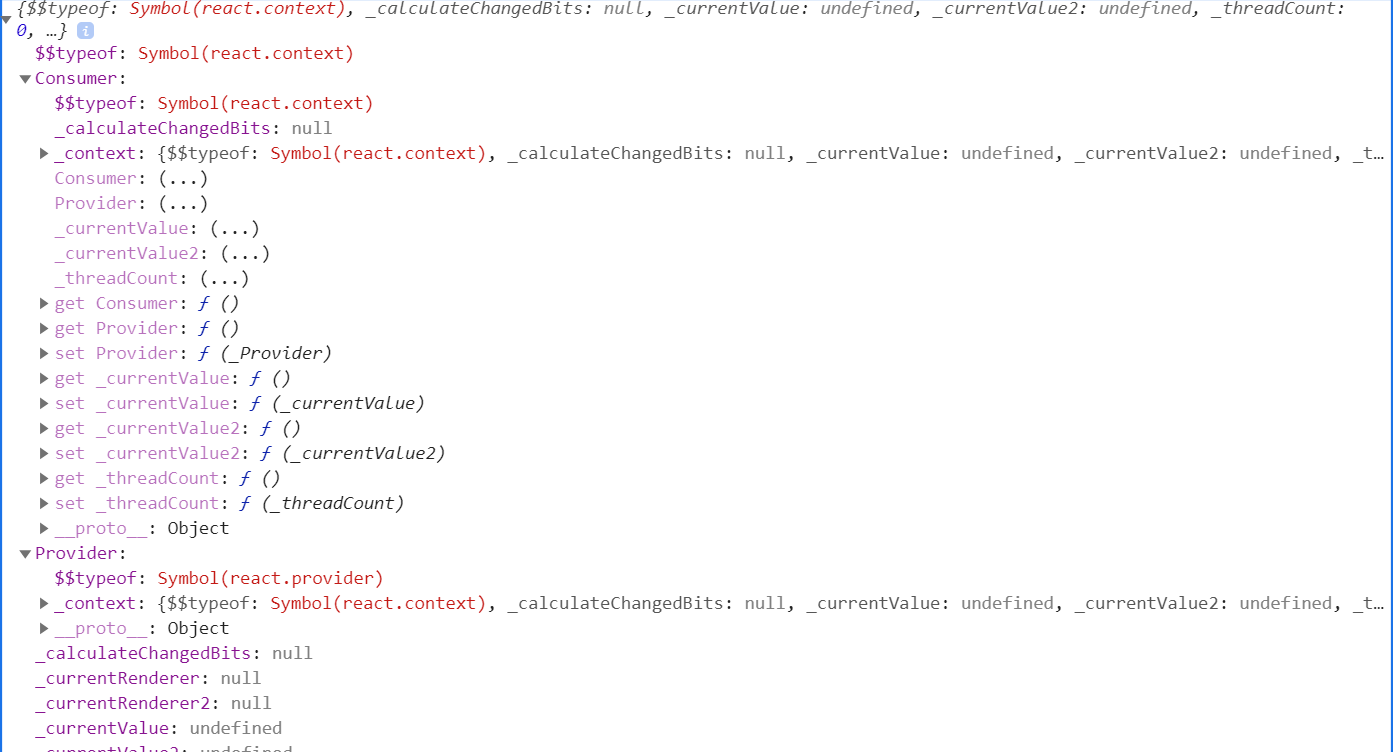 {$$typeof: Symbol(react.context), _calculateChangedBits: null, _currentValue: undefined, _currentValue2: undefined, _threadCount:
0, …} i
$$typeof: Symbol(react.context)
Consumer:
$$typeof: Symbol(react.context)
_calculateChangedBits: null
_context: {$$typeof: Symbol(react.context), _calculateChangedBits: null, _currentValue: undefined, _currentValue2: undefined, _t…
Consumer: (...)
Provider: (...)
_currentValue: (...)
_currentValue2: (...)
_threadCount: (...)
get Consumer: ƒ ()
get Provider: ƒ ()
set Provider: ƒ (_Provider)
get _currentValue: ƒ ()
set _currentValue: ƒ (_currentValue)
get _currentValue2: ƒ ()
set _currentValue2: ƒ (_currentValue2)
get _threadCount: ƒ ()
set _threadCount: ƒ (_threadCount)
__proto__: Object
Provider:
$$typeof: Symbol(react.provider)
_context: {$$typeof: Symbol(react.context), _calculateChangedBits: null, _currentValue: undefined, _currentValue2: undefined, _t…
__proto__: Object
_calculateChangedBits: null
_currentRenderer: null
_currentRenderer2: null
_currentValue: undefined
_currentValue2: undefined